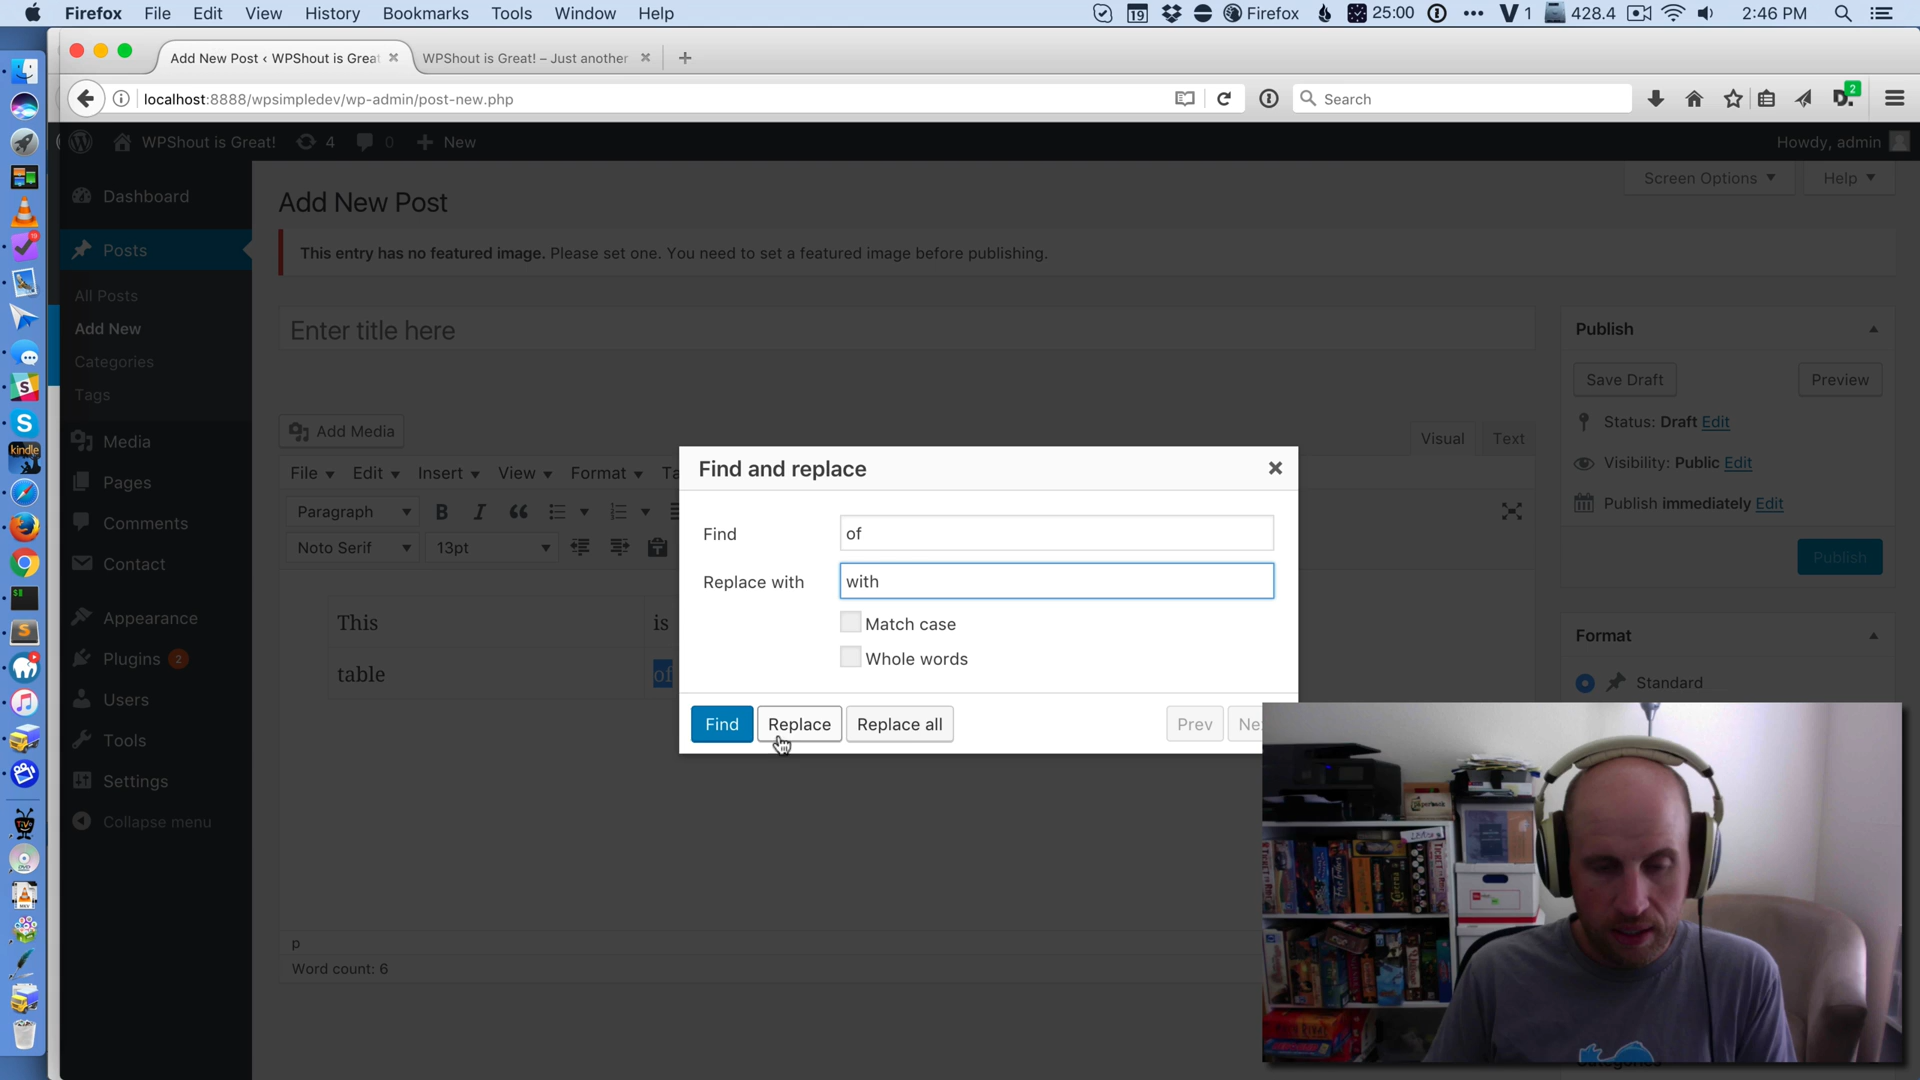 Firefox File Edit View History Bookmarks Tools Window Help 19 Firefox 25:00 1 428.4 2:46 PM
Add New Post ‹ WPShout is Grea
WPShout is Great! – Just another
localhost:8888/wpsimpledev/wp-admin/post-new.php
Search
2
WPShout is Great! 4 0 New
Howdy, admin
Dashboard
Posts
All Posts
Add New
Categories
Tags
Media
Pages
Comments
Contact
Appearance
Plugins 2
Users
Tools
Settings
Collapse menu
Screen Options Help
Add New Post
This entry has no featured image. Please set one. You need to set a featured image before publishing.
Enter title here
Add Media
Visual Text
File Edit Insert View Format Ta
Paragraph
Noto Serif 13pt
This is
table of
p
Word count: 6
Find and replace
Find of
Replace with with
Match case
Whole words
Find Replace Replace all Prev Ne
Publish
Save Draft Preview
Status: Draft Edit
Visibility: Public Edit
Publish immediately Edit
Publish
Format
Standard
kindle